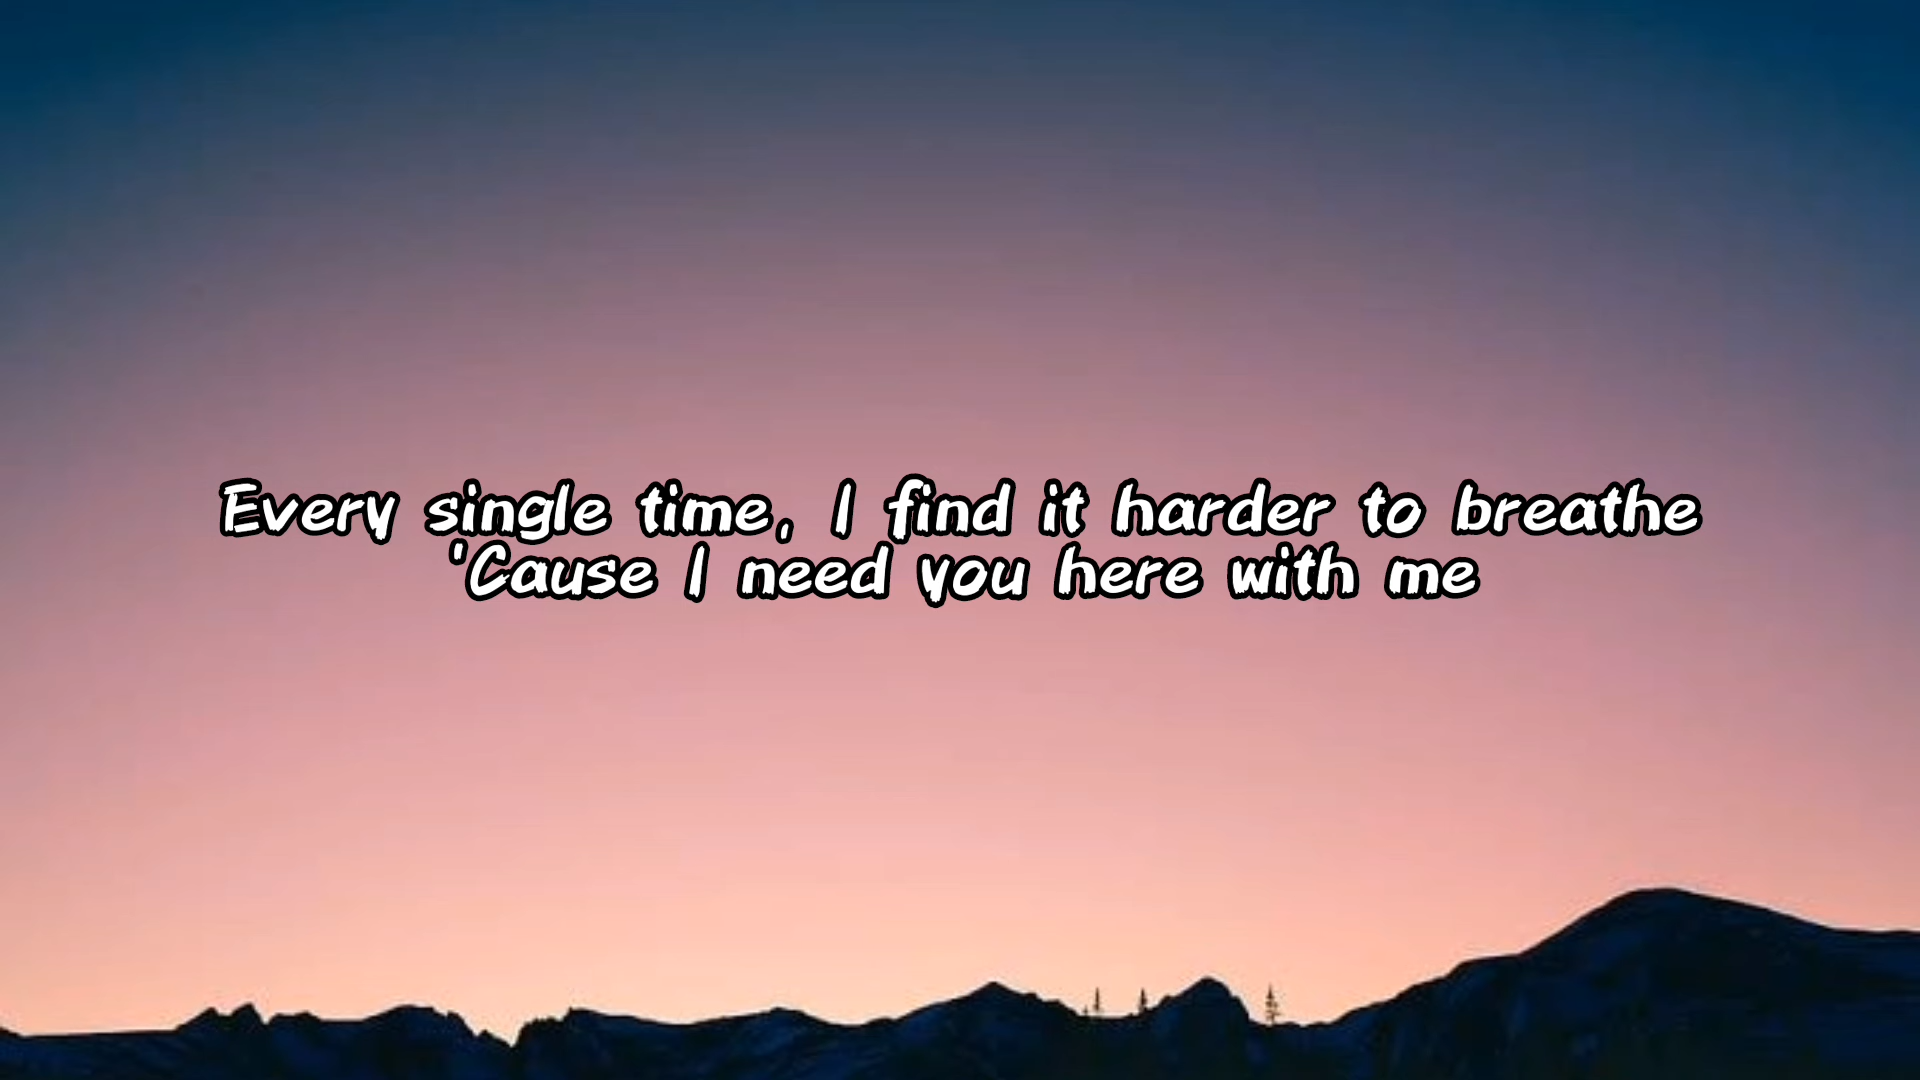 Every single time, I find it harder to breathe
'Cause I need you here with me